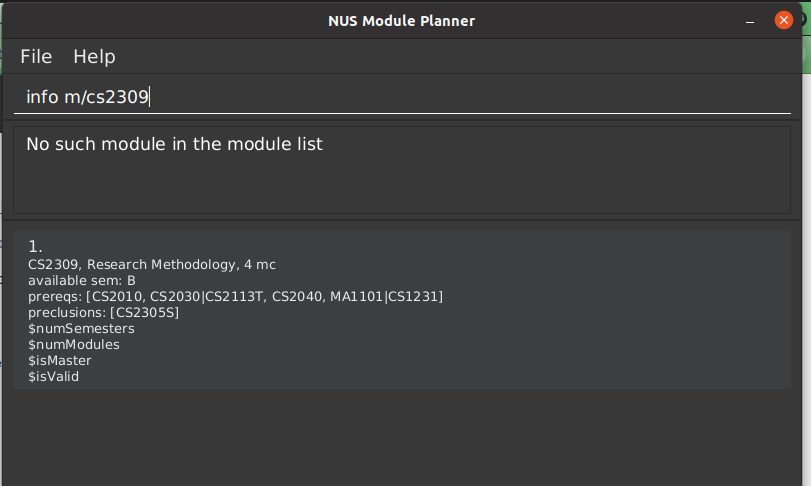 NUS Module Planner
File Help
info m/cs2309
No such module in the module list
1.
CS2309, Research Methodology, 4 mc
available sem: B
prereqs: [CS2010, CS2030|CS2113T, CS2040, MA1101|CS1231]
preclusions: [CS2305S]
$numSemesters
$numModules
$isMaster
$isValid